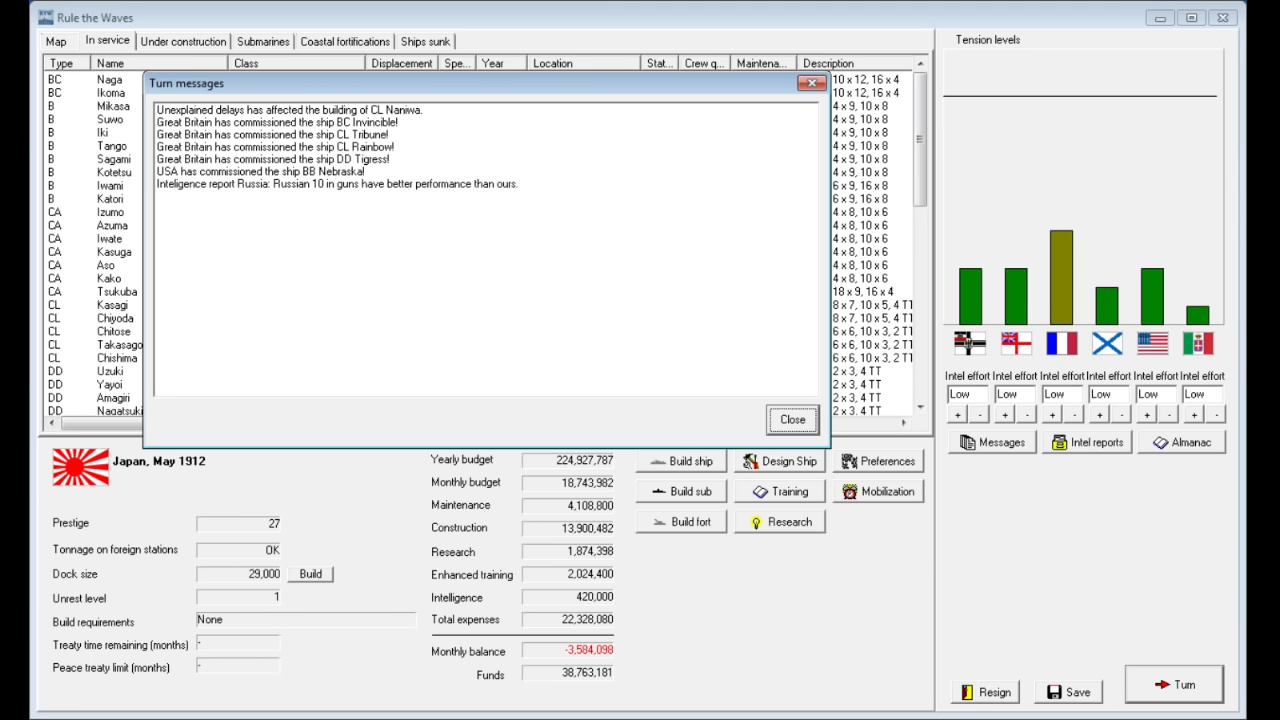 Rule the Waves
Map In service Under construction Submarines Coastal fortifications Ships sunk
Tension levels
Type Name Class Displacement Spe... Year Location Stat... Crew q... Maintena... Description
BC Naga 10 x 12, 16 x 4
BC Ikoma 10 x 12, 16 x 4
B Mikasa 4 x 9, 10 x 8
B Suwo 4 x 9, 10 x 8
B Iki 4 x 9, 10 x 8
B Tango 4 x 9, 10 x 8
B Sagami 4 x 9, 10 x 8
B Kotetsu 4 x 9, 10 x 8
B Iwami 6 x 9, 16 x 8
B Katori 6 x 9, 16 x 8
CA Izumo 4 x 8, 10 x 6
CA Azuma 4 x 8, 10 x 6
CA Iwate 4 x 8, 10 x 6
CA Kasuga 4 x 8, 10 x 6
CA Aso 4 x 8, 10 x 6
CA Kako 4 x 8, 10 x 6
CA Tsukuba 18 x 9, 16 x 4
CL Kasagi 8 x 7, 10 x 5, 4 T1
CL Chiyoda 8 x 7, 10 x 5, 4 T1
CL Chitose 6 x 6, 10 x 3, 2 T1
CL Takasago 6 x 6, 10 x 3, 2 T1
CL Chishima 6 x 6, 10 x 3, 2 T1
DD Uzuki 2 x 3, 4 TT
DD Yayoi 2 x 3, 4 TT
DD Amagiri 2 x 3, 4 TT
DD Nagatsuki 2 x 3, 4 TT
Turn messages
Unexplained delays has affected the building of CL Naniwa.
Great Britain has commissioned the ship BC Invincible!
Great Britain has commissioned the ship CL Tribune!
Great Britain has commissioned the ship CL Rainbow!
Great Britain has commissioned the ship DD Tigress!
USA has commissioned the ship BB Nebraska!
Inteligence report Russia: Russian 10 in guns have better performance than ours.
Close
Intel effort Intel effort Intel effort Intel effort Intel effort Intel effort
Low Low Low Low Low Low
+ - + - + - + - + - + -
Messages Intel reports Almanac
Japan, May 1912
Prestige 27
Tonnage on foreign stations OK
Dock size 29,000 Build
Unrest level 1
Build requirements None
Treaty time remaining (months) -
Peace treaty limit (months) -
Yearly budget 224,927,787
Monthly budget 18,743,982
Maintenance 4,108,800
Construction 13,900,482
Research 1,874,398
Enhanced training 2,024,400
Intelligence 420,000
Total expenses 22,328,080
Monthly balance -3,584,098
Funds 38,763,181
Build ship Design Ship Preferences
Build sub Training Mobilization
Build fort Research
Resign Save Turn